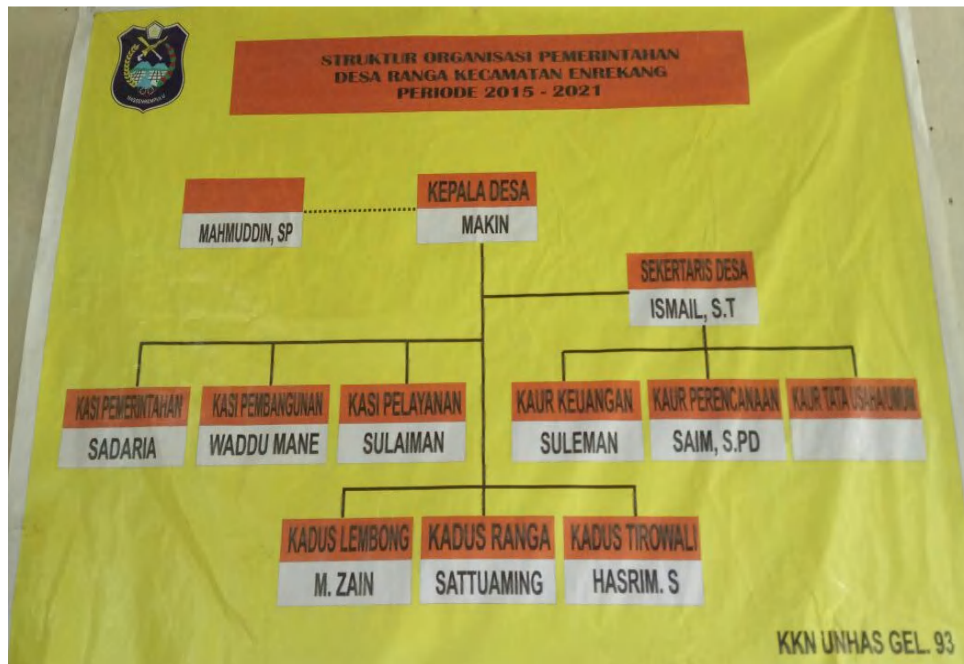 STRUKTUR ORGANISASI PEMERINTAHAN
DESA RANGA KECAMATAN ENREKANG
PERIODE 2015 - 2021
KEPALA DESA
MAKIN
MAHMUDDIN, SP
SEKERTARIS DESA
ISMAIL, S.T
KASI PEMERINTAHAN
SADARIA
KASI PEMBANGUNAN
WADDU MANE
KASI PELAYANAN
SULAIMAN
KAUR KEUANGAN
SULEMAN
KAUR PERENCANAAN
SAIM, S.PD
KAUR TATA USAHA/UMUM
KADUS LEMBONG
M. ZAIN
KADUS RANGA
SATTUAMING
KADUS TIROWALI
HASRIM. S
KKN UNHAS GEL. 93